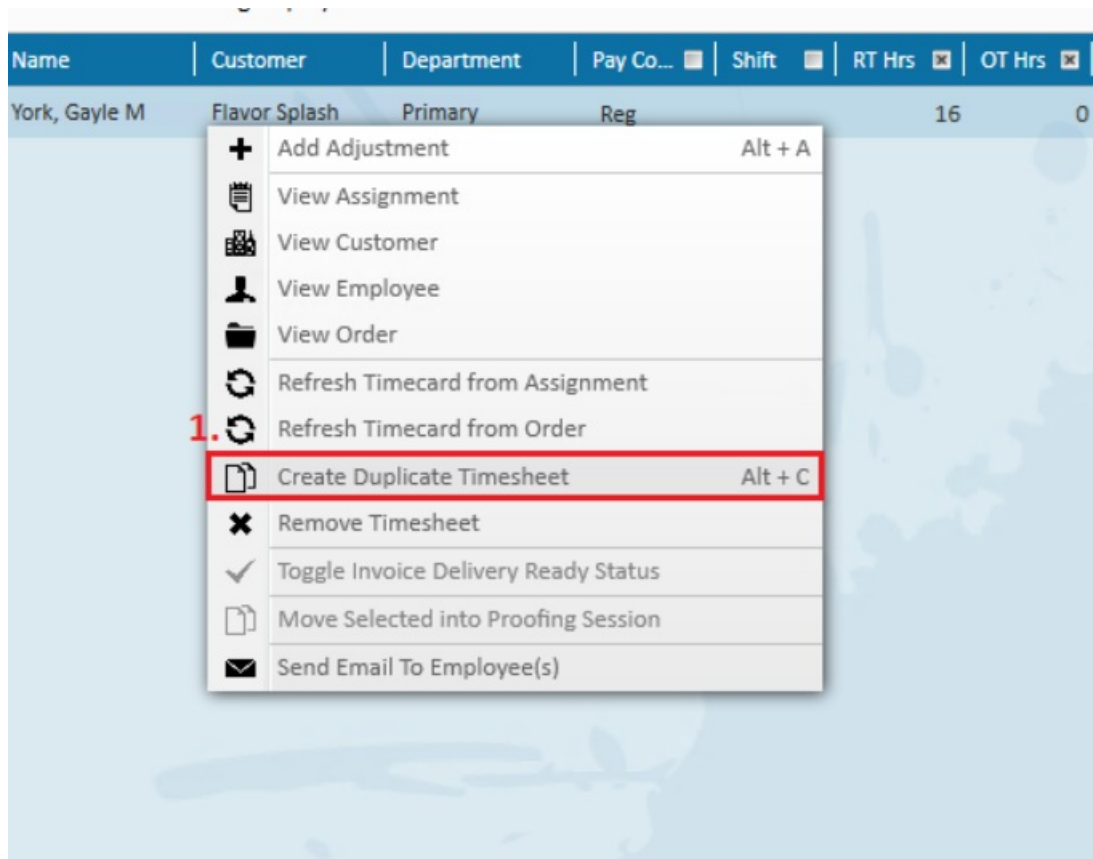 Name Customer Department Pay Co... Shift RT Hrs OT Hrs
York, Gayle M Flavor Splash Primary Reg 16 0
Add Adjustment Alt + A
View Assignment
View Customer
View Employee
View Order
Refresh Timecard from Assignment
1. Refresh Timecard from Order
Create Duplicate Timesheet Alt + C
Remove Timesheet
Toggle Invoice Delivery Ready Status
Move Selected into Proofing Session
Send Email To Employee(s)